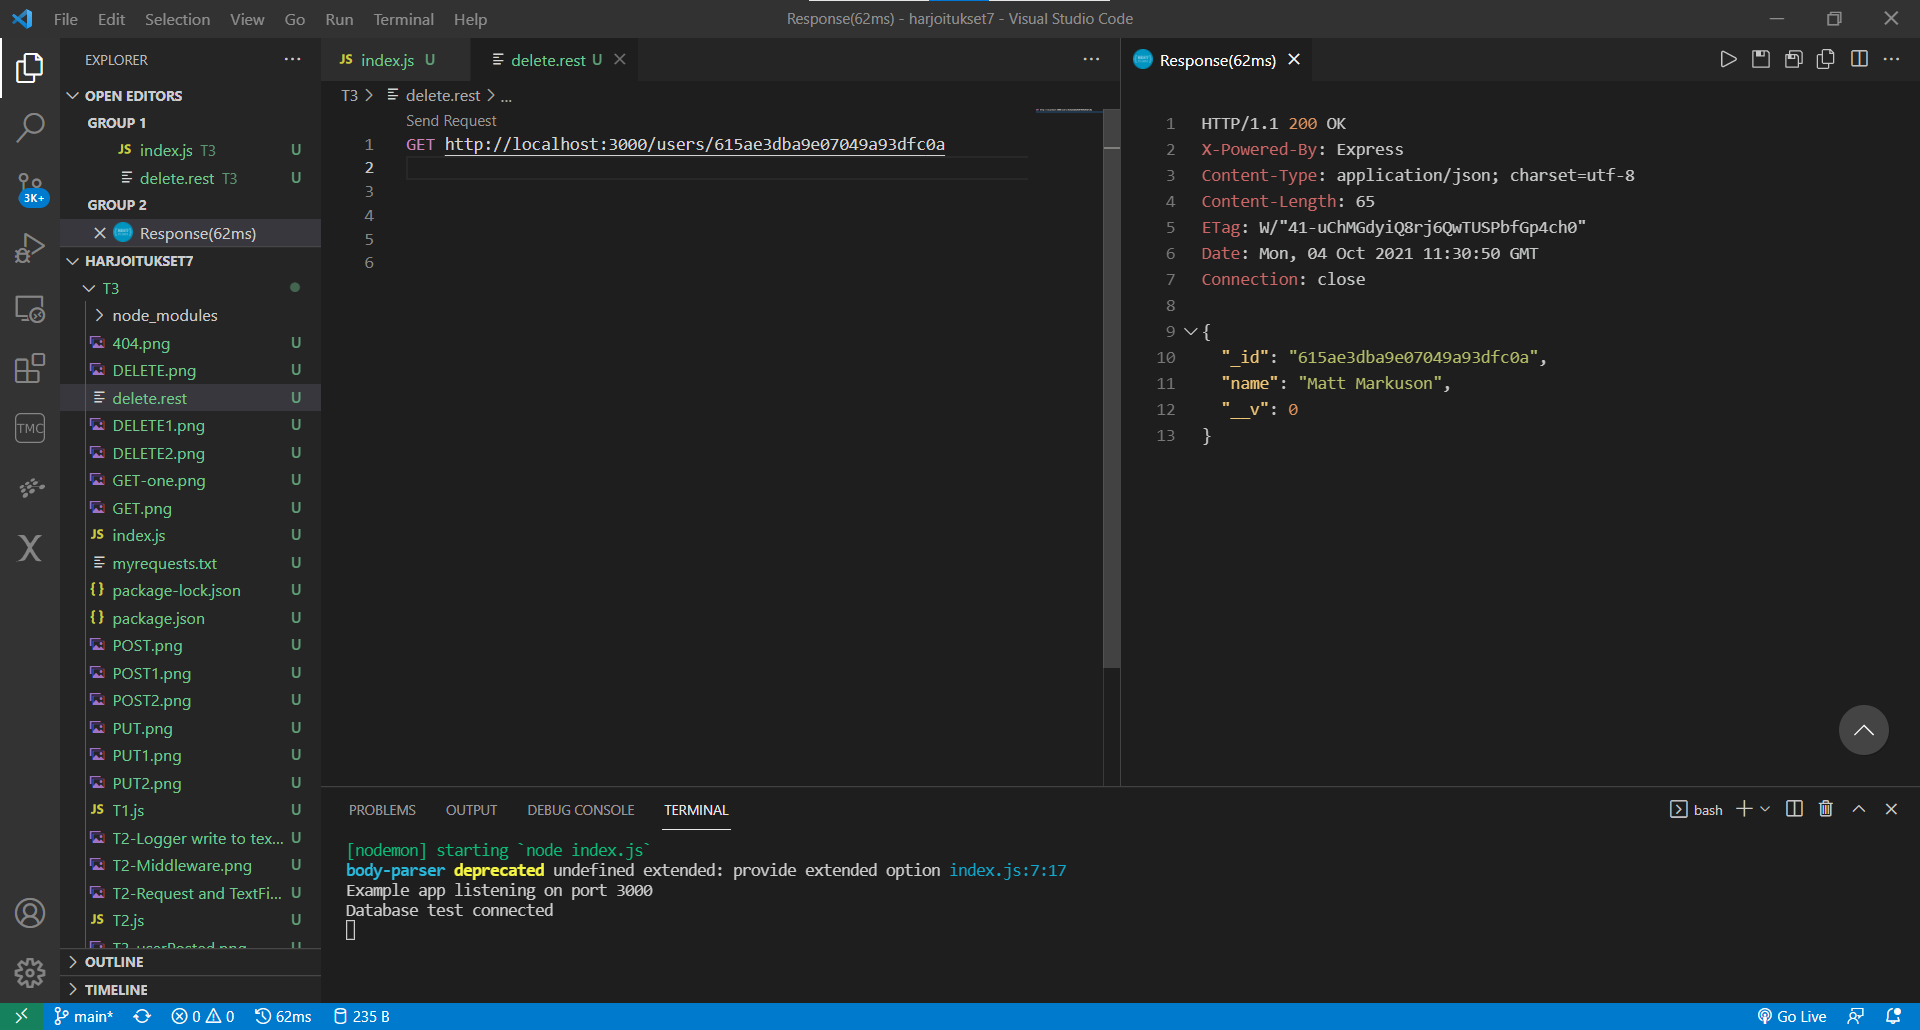 File Edit Selection View Go Run Terminal Help
Response(62ms) - harjoitukset7 - Visual Studio Code
EXPLORER
OPEN EDITORS
GROUP 1
JS index.js T3 U
delete.rest T3 U
GROUP 2
Response(62ms)
HARJOITUKSET7
T3
node_modules
404.png U
DELETE.png U
delete.rest U
DELETE1.png U
DELETE2.png U
GET-one.png U
GET.png U
JS index.js U
myrequests.txt U
{} package-lock.json U
{} package.json U
POST.png U
POST1.png U
POST2.png U
PUT.png U
PUT1.png U
PUT2.png U
JS T1.js U
T2-Logger write to tex... U
T2-Middleware.png U
T2-Request and TextFi... U
JS T2.js U
OUTLINE
TIMELINE
3K+
TMC
JS index.js U
delete.rest U
T3 > delete.rest > ...
Send Request
1 GET http://localhost:3000/users/615ae3dba9e07049a93dfc0a
2
3
4
5
6
Response(62ms)
1 HTTP/1.1 200 OK
2 X-Powered-By: Express
3 Content-Type: application/json; charset=utf-8
4 Content-Length: 65
5 ETag: W/"41-uChMGdyiQ8rj6QwTUSPbfGp4ch0"
6 Date: Mon, 04 Oct 2021 11:30:50 GMT
7 Connection: close
8
9 {
10 "_id": "615ae3dba9e07049a93dfc0a",
11 "name": "Matt Markuson",
12 "__v": 0
13 }
PROBLEMS OUTPUT DEBUG CONSOLE TERMINAL
bash
[nodemon] starting `node index.js`
body-parser deprecated undefined extended: provide extended option index.js:7:17
Example app listening on port 3000
Database test connected
main* 0 0 62ms 235 B
Go Live